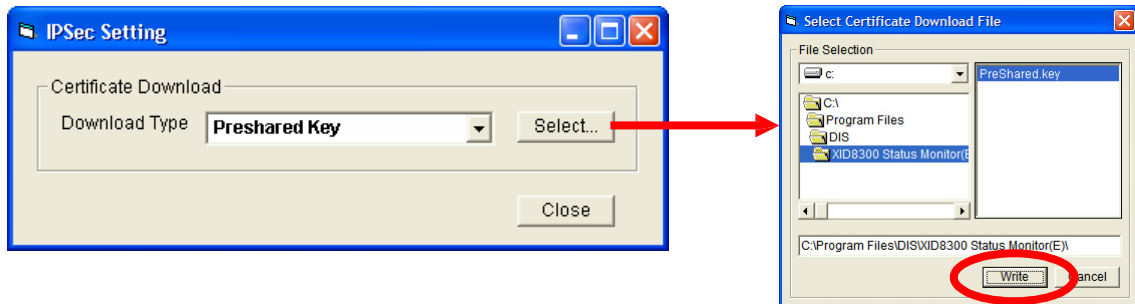 IPSec Setting
Certificate Download
Download Type
Preshared Key
Select...
Close
Select Certificate Download File
File Selection
c:
PreShared.key
C:\
Program Files
DIS
XID8300 Status Monitor(E
C:\Program Files\DIS\XID8300 Status Monitor(E)\
Write
Cancel